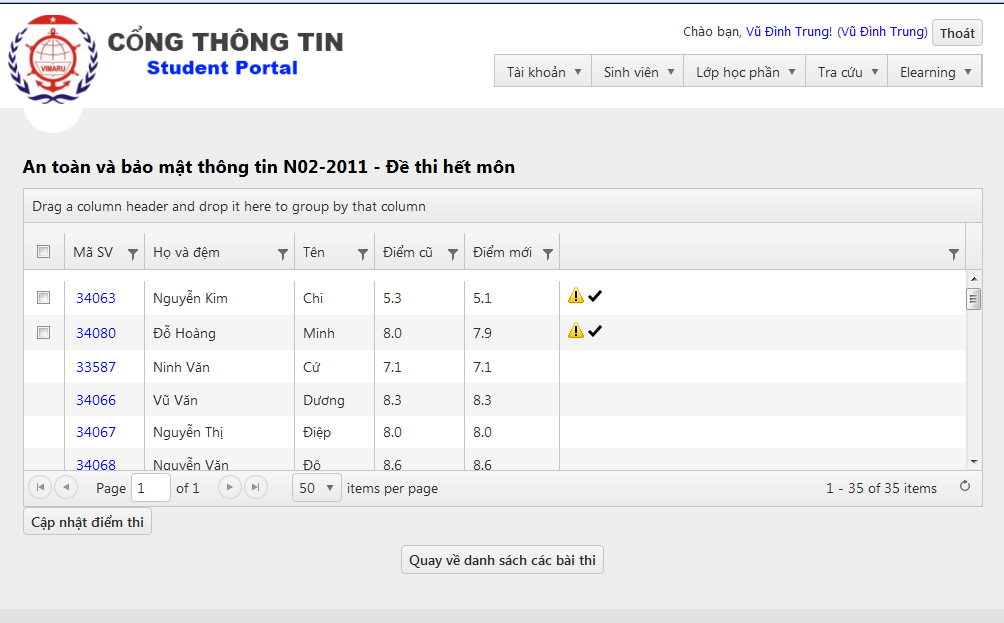 CỔNG THÔNG TIN
Student Portal
VIMARU
Chào bạn, Vũ Đình Trung! (Vũ Đình Trung) Thoát
Tài khoản Sinh viên Lớp học phần Tra cứu Elearning
An toàn và bảo mật thông tin N02-2011 - Đề thi hết môn
Drag a column header and drop it here to group by that column
Mã SV Họ và đệm Tên Điểm cũ Điểm mới
34063 Nguyễn Kim Chi 5.3 5.1
34080 Đỗ Hoàng Minh 8.0 7.9
33587 Ninh Văn Cứ 7.1 7.1
34066 Vũ Văn Dương 8.3 8.3
34067 Nguyễn Thị Điệp 8.0 8.0
34068 Nguyễn Văn Đô 8.6 8.6
Page 1 of 1 50 items per page 1 - 35 of 35 items
Cập nhật điểm thi
Quay về danh sách các bài thi